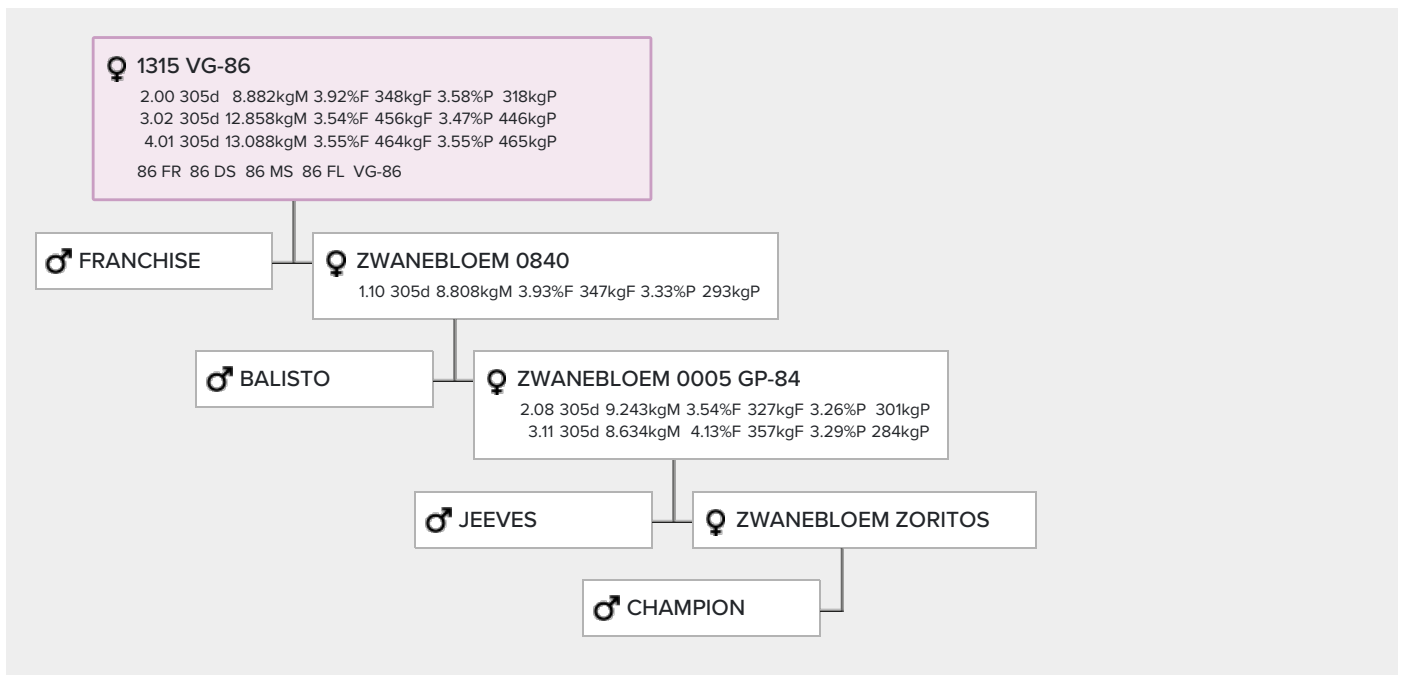 1315 VG-86
2.00 305d 8.882kgM 3.92%F 348kgF 3.58%P 318kgP
3.02 305d 12.858kgM 3.54%F 456kgF 3.47%P 446kgP
4.01 305d 13.088kgM 3.55%F 464kgF 3.55%P 465kgP
86 FR 86 DS 86 MS 86 FL VG-86
FRANCHISE
ZWANEBLOEM 0840
1.10 305d 8.808kgM 3.93%F 347kgF 3.33%P 293kgP
BALISTO
ZWANEBLOEM 0005 GP-84
2.08 305d 9.243kgM 3.54%F 327kgF 3.26%P 301kgP
3.11 305d 8.634kgM 4.13%F 357kgF 3.29%P 284kgP
JEEVES
ZWANEBLOEM ZORITOS
CHAMPION